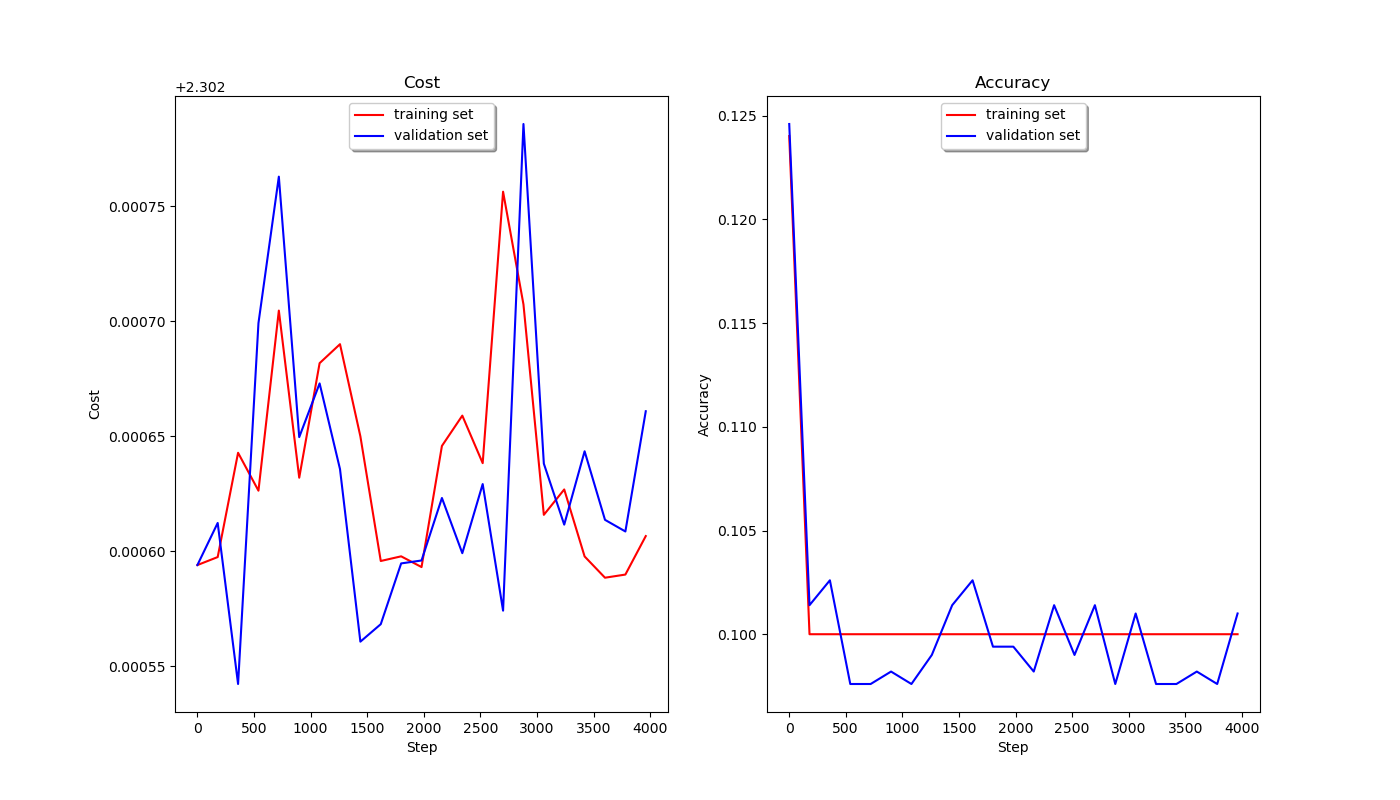 Cost
+2.302
training set
validation set
0.00075
0.00070
0.00065
0.00060
0.00055
Cost
0 500 1000 1500 2000 2500 3000 3500 4000
Step
Accuracy
training set
validation set
0.125
0.120
0.115
0.110
0.105
0.100
Accuracy
0 500 1000 1500 2000 2500 3000 3500 4000
Step